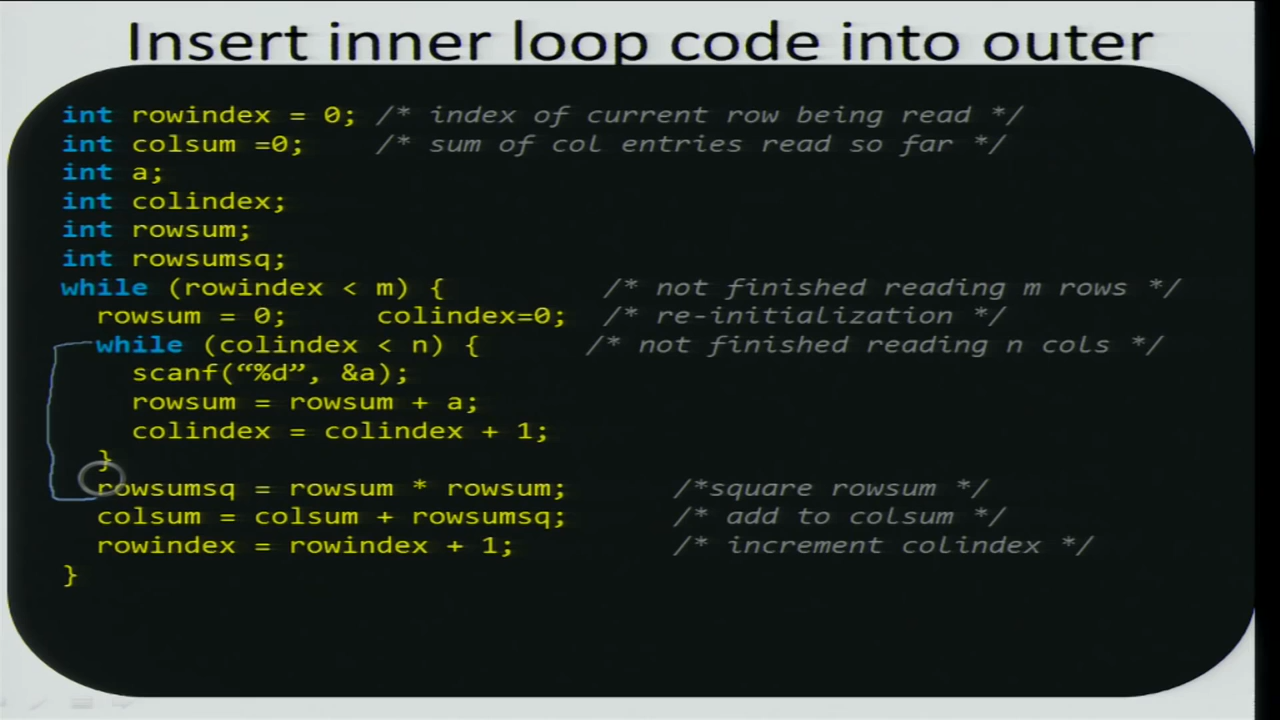 Insert inner loop code into outer
int rowindex = 0; /* index of current row being read */
int colsum =0; /* sum of col entries read so far */
int a;
int colindex;
int rowsum;
int rowsumsq;
while (rowindex < m) { /* not finished reading m rows */
rowsum = 0; colindex=0; /* re-initialization */
while (colindex < n) { /* not finished reading n cols */
scanf(“%d”, &a);
rowsum = rowsum + a;
colindex = colindex + 1;
}
rowsumsq = rowsum * rowsum; /*square rowsum */
colsum = colsum + rowsumsq; /* add to colsum */
rowindex = rowindex + 1; /* increment colindex */
}